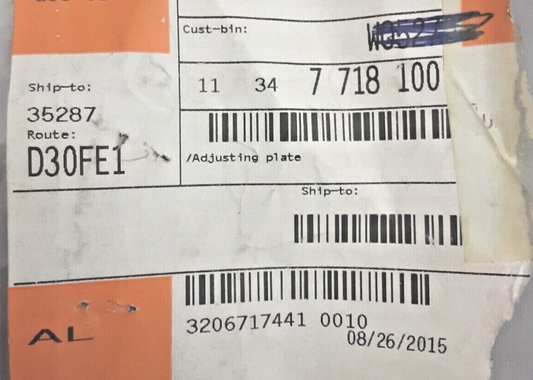 Cust-bin:
WQ527
11 34 7 718 100
Ship-to:
35287
Route:
D30FE1
/Adjusting plate
Ship-to:
3206717441 0010
08/26/2015
AL